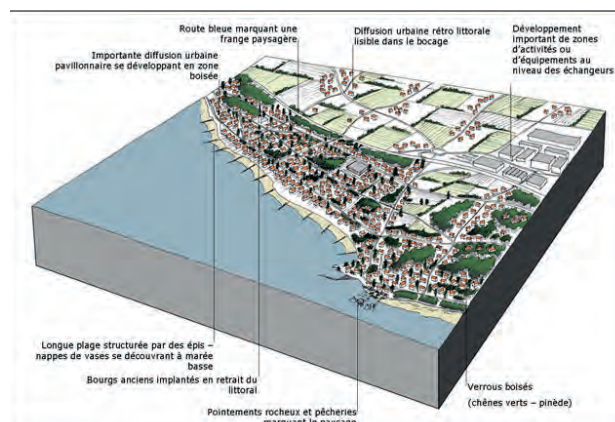 Route bleue marquant une
frange paysagère
Diffusion urbaine rétro littorale
lisible dans le bocage
Développement
important de zones
d'activités ou
d'équipements au
niveau des échangeurs
Importante diffusion urbaine
pavillonnaire se développant en zone
boisée
Longue plage structurée par des épis –
nappes de vases se découvrant à marée
basse
Bourgs anciens implantés en retrait du
littoral
Pointements rocheux et pêcheries
marquant le paysage
Verrous boisés
(chênes verts – pinède)